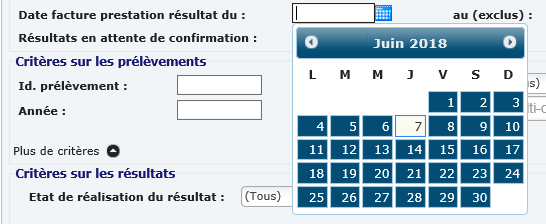 Date facture prestation résultat du : au (exclus) :
Résultats en attente de confirmation :
Juin 2018
L M M J V S D
1 2 3
4 5 6 7 8 9 10
11 12 13 14 15 16 17
18 19 20 21 22 23 24
25 26 27 28 29 30
Critères sur les prélèvements
Id. prélèvement :
Année :
Plus de critères
Critères sur les résultats
Etat de réalisation du résultat : (Tous)